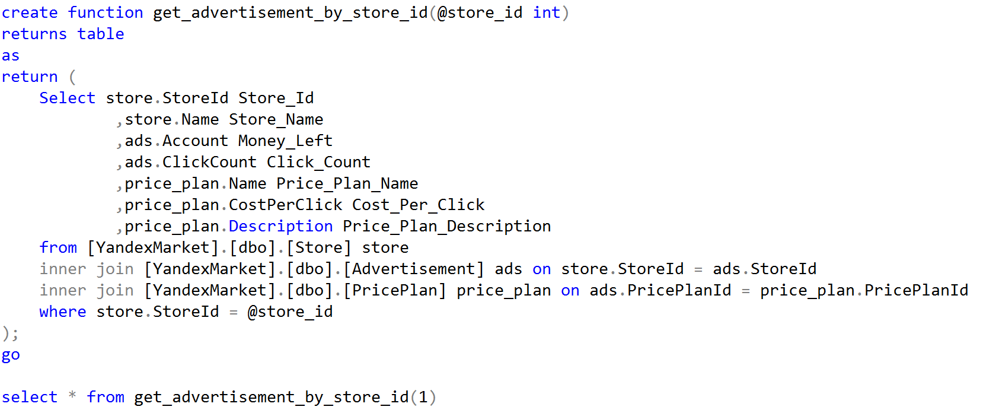 create function get_advertisement_by_store_id(@store_id int)
returns table
as
return (
    Select store.StoreId Store_Id
            ,store.Name Store_Name
            ,ads.Account Money_Left
            ,ads.ClickCount Click_Count
            ,price_plan.Name Price_Plan_Name
            ,price_plan.CostPerClick Cost_Per_Click
            ,price_plan.Description Price_Plan_Description
    from [YandexMarket].[dbo].[Store] store
    inner join [YandexMarket].[dbo].[Advertisement] ads on store.StoreId = ads.StoreId
    inner join [YandexMarket].[dbo].[PricePlan] price_plan on ads.PricePlanId = price_plan.PricePlanId
    where store.StoreId = @store_id
);
go

select * from get_advertisement_by_store_id(1)